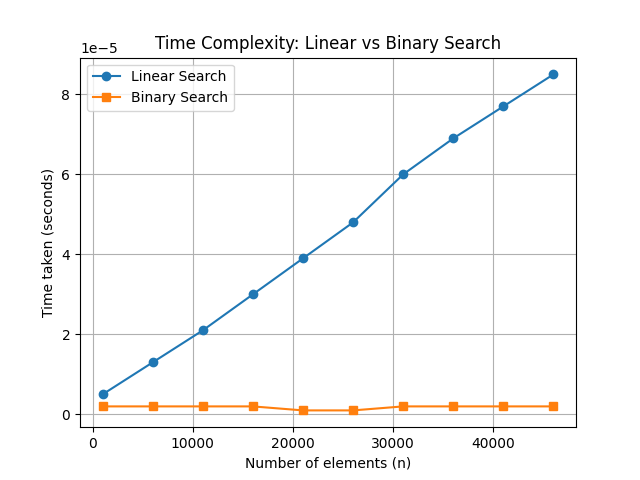 Time Complexity: Linear vs Binary Search
1e−5
Linear Search
Binary Search
8
6
4
2
0
Time taken (seconds)
0 10000 20000 30000 40000
Number of elements (n)